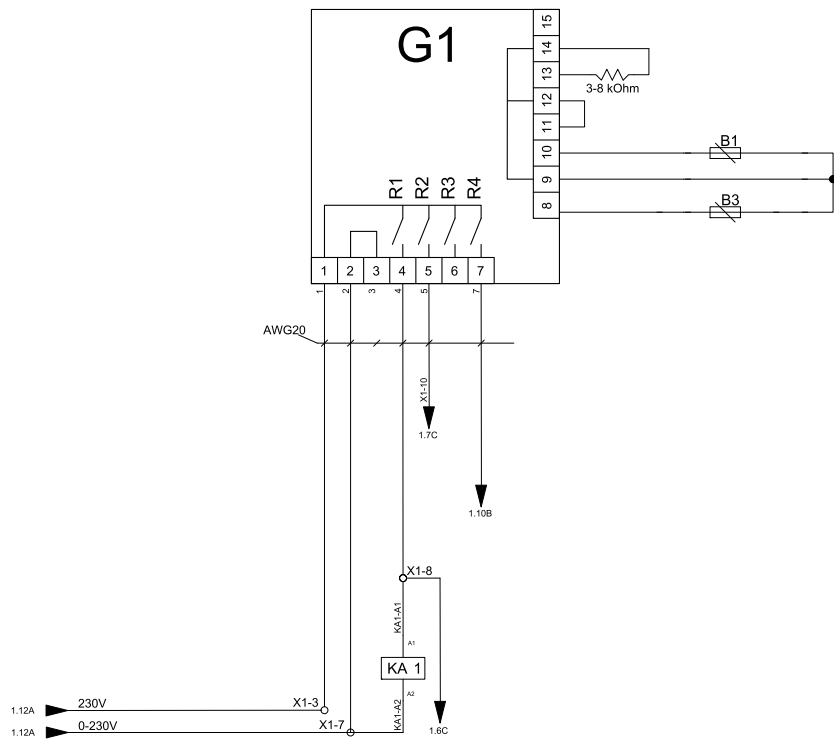 G1
15
14
13
3-8 kOhm
12
11
10
B1
9
8
B3
R1
R2
R3
R4
1 2 3 4 5 6 7
1 2 3 4 5 7
AWG20
X1-10
1.7C
1.10B
X1-8
KA1-A1
A1
KA 1
A2
KA1-A2
1.6C
1.12A 230V X1-3
1.12A 0-230V X1-7